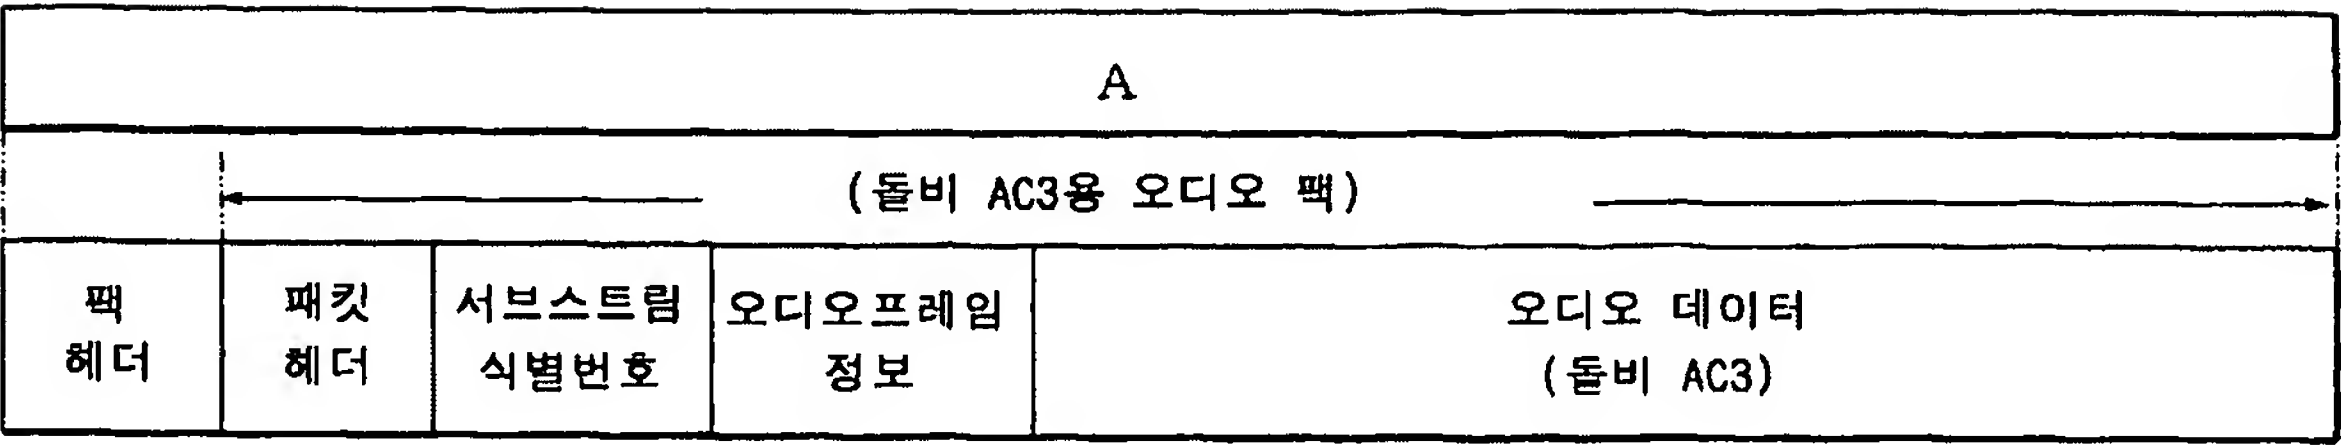 A
(돌비 AC3용 오디오 팩)
팩
헤더
패킷
헤더
서브스트림
식별번호
오디오프레임
정보
오디오 데이터
(돌비 AC3)